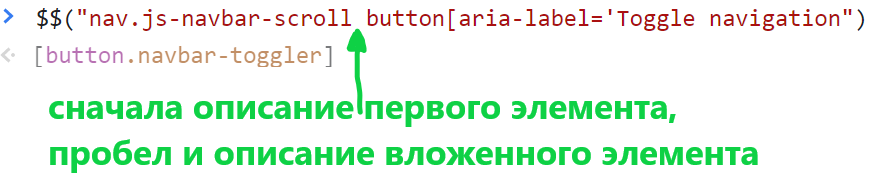 > $$("nav.js-navbar-scroll button[aria-label='Toggle navigation")
[button.navbar-toggler]
сначала описание первого элемента,
пробел и описание вложенного элемента